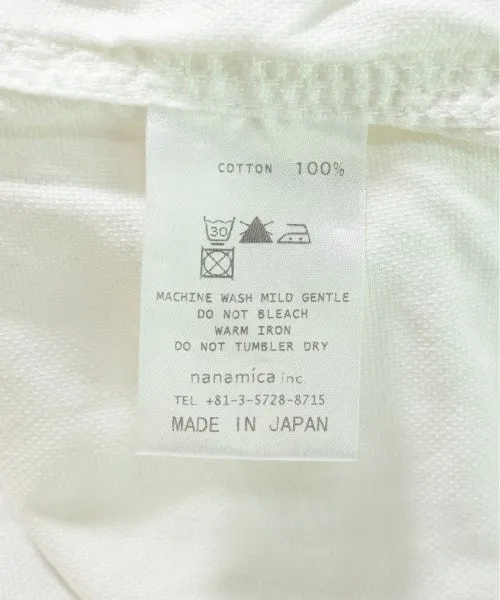 COTTON 100%
30
MACHINE WASH MILD GENTLE
DO NOT BLEACH
WARM IRON
DO NOT TUMBLER DRY
nanamica inc.
TEL +81-3-5728-8715
MADE IN JAPAN